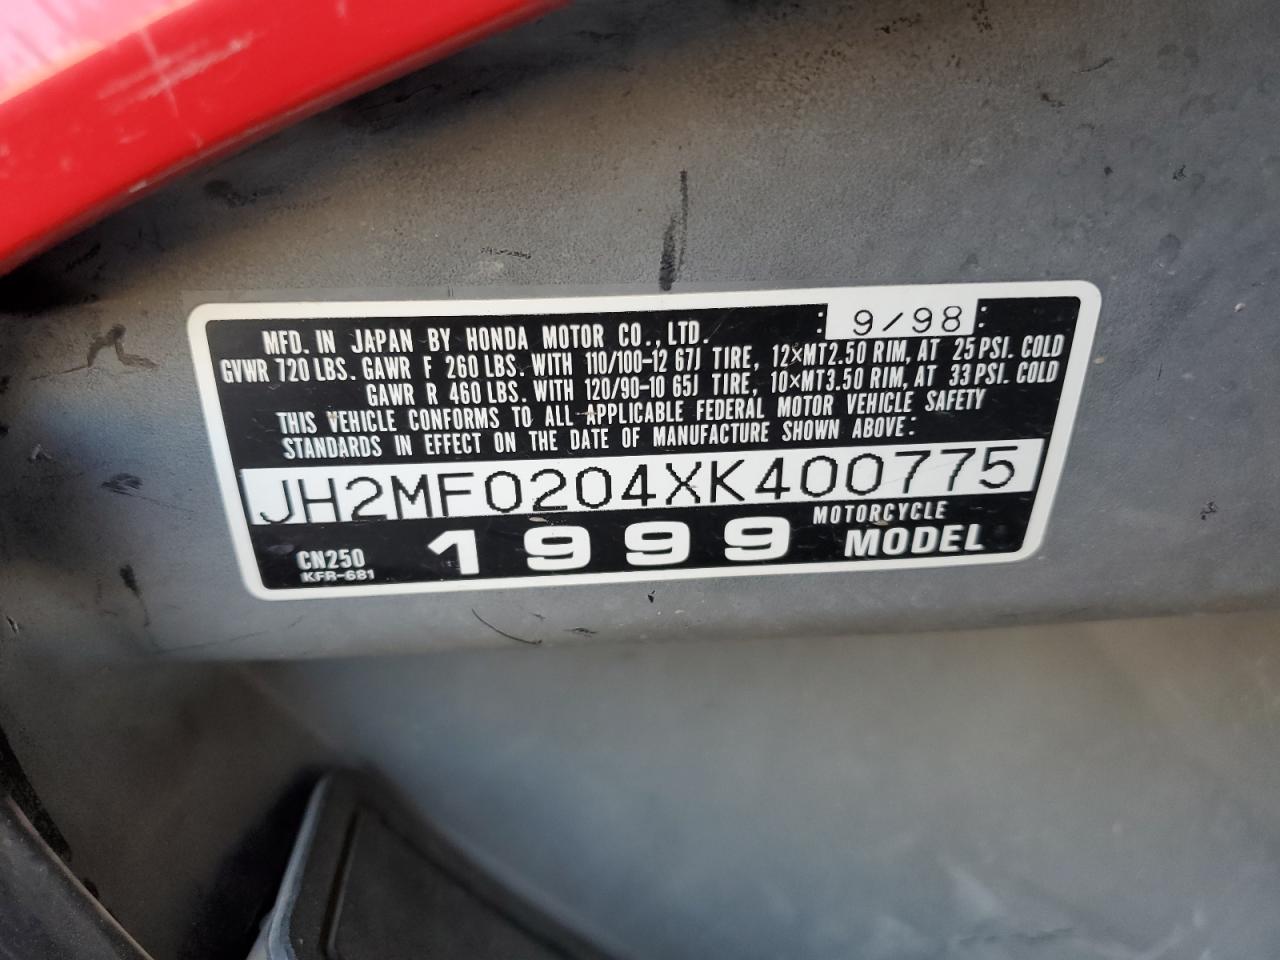 MFD. IN JAPAN BY HONDA MOTOR CO., LTD. : 9/98 :
GVWR 720 LBS. GAWR F 260 LBS. WITH 110/100-12 67J TIRE, 12×MT2.50 RIM, AT 25 PSI. COLD
GAWR R 460 LBS. WITH 120/90-10 65J TIRE, 10×MT3.50 RIM, AT 33 PSI. COLD
THIS VEHICLE CONFORMS TO ALL APPLICABLE FEDERAL MOTOR VEHICLE SAFETY
STANDARDS IN EFFECT ON THE DATE OF MANUFACTURE SHOWN ABOVE:
JH2MF0204XK400775
MOTORCYCLE
CN250 1999 MODEL
KFR-681